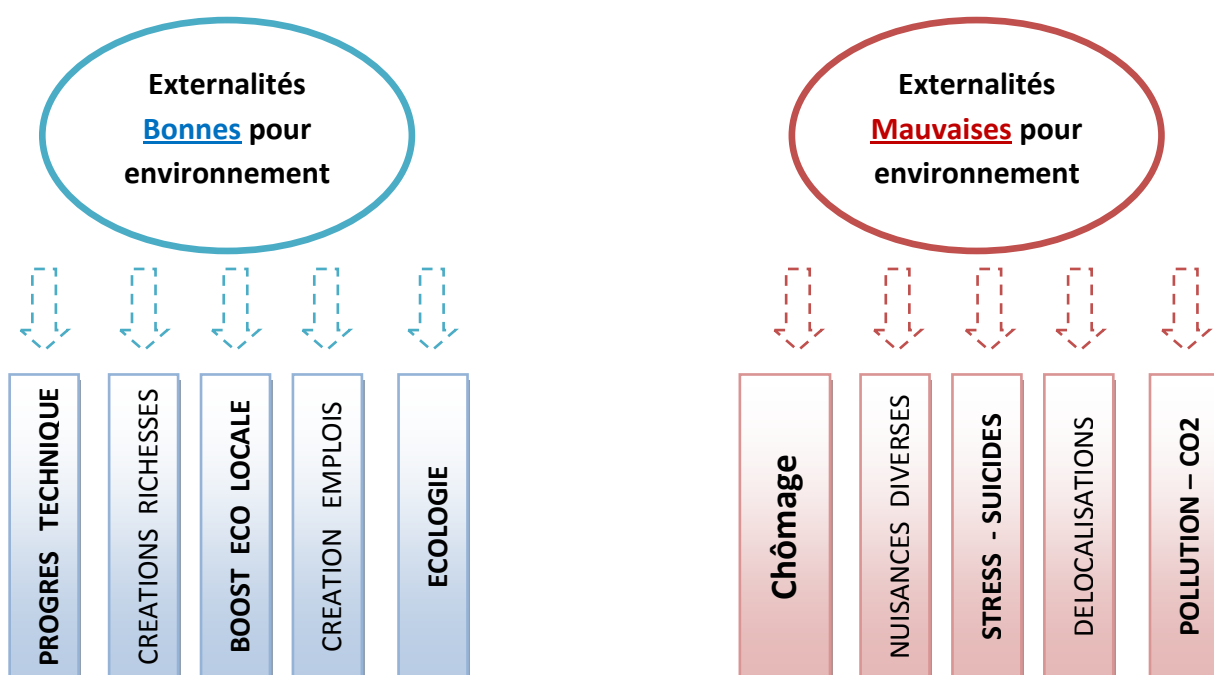 Externalités
Bonnes pour
environnement
Externalités
Mauvaises pour
environnement
PROGRES TECHNIQUE
CREATIONS RICHESSES
BOOST ECO LOCALE
CREATION EMPLOIS
ECOLOGIE
Chômage
NUISANCES DIVERSES
STRESS - SUICIDES
DELOCALISATIONS
POLLUTION – CO2